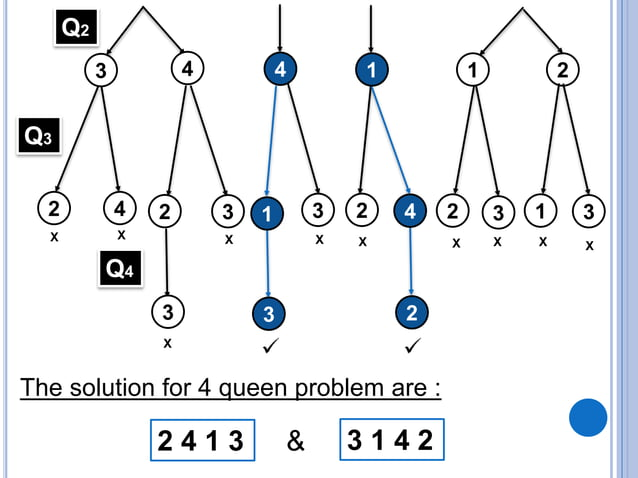 Q2
3 4 4 1 1 2
Q3
2 4 2 3 1 3 2 4 2 3 1 3
x x x x x x x x x
Q4
3 3 2
x ✓ ✓
The solution for 4 queen problem are :
2 4 1 3 & 3 1 4 2